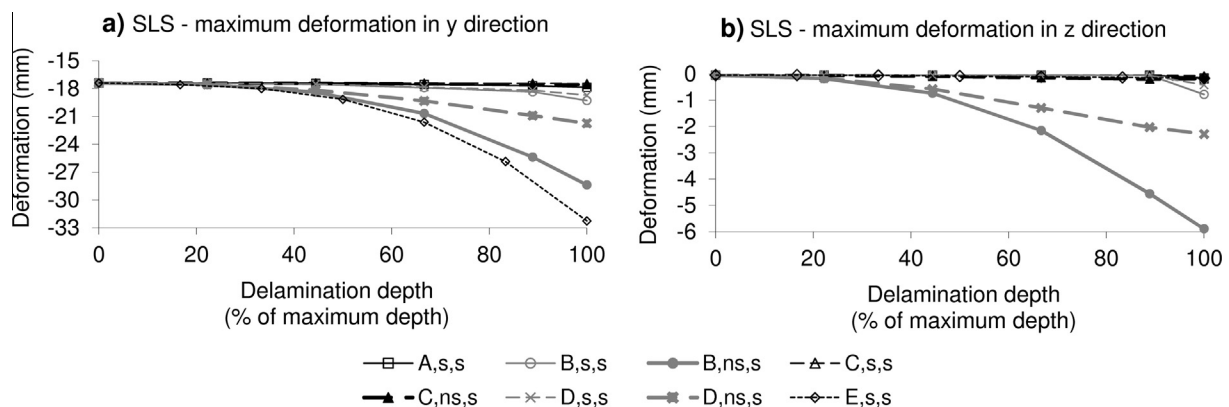 a) SLS - maximum deformation in y direction
-15
-18
-21
-24
-27
-30
-33
Deformation (mm)
0 20 40 60 80 100
Delamination depth
(% of maximum depth)
b) SLS - maximum deformation in z direction
0
-1
-2
-3
-4
-5
-6
Deformation (mm)
0 20 40 60 80 100
Delamination depth
(% of maximum depth)
A,s,s B,s,s B,ns,s C,s,s
C,ns,s D,s,s D,ns,s E,s,s